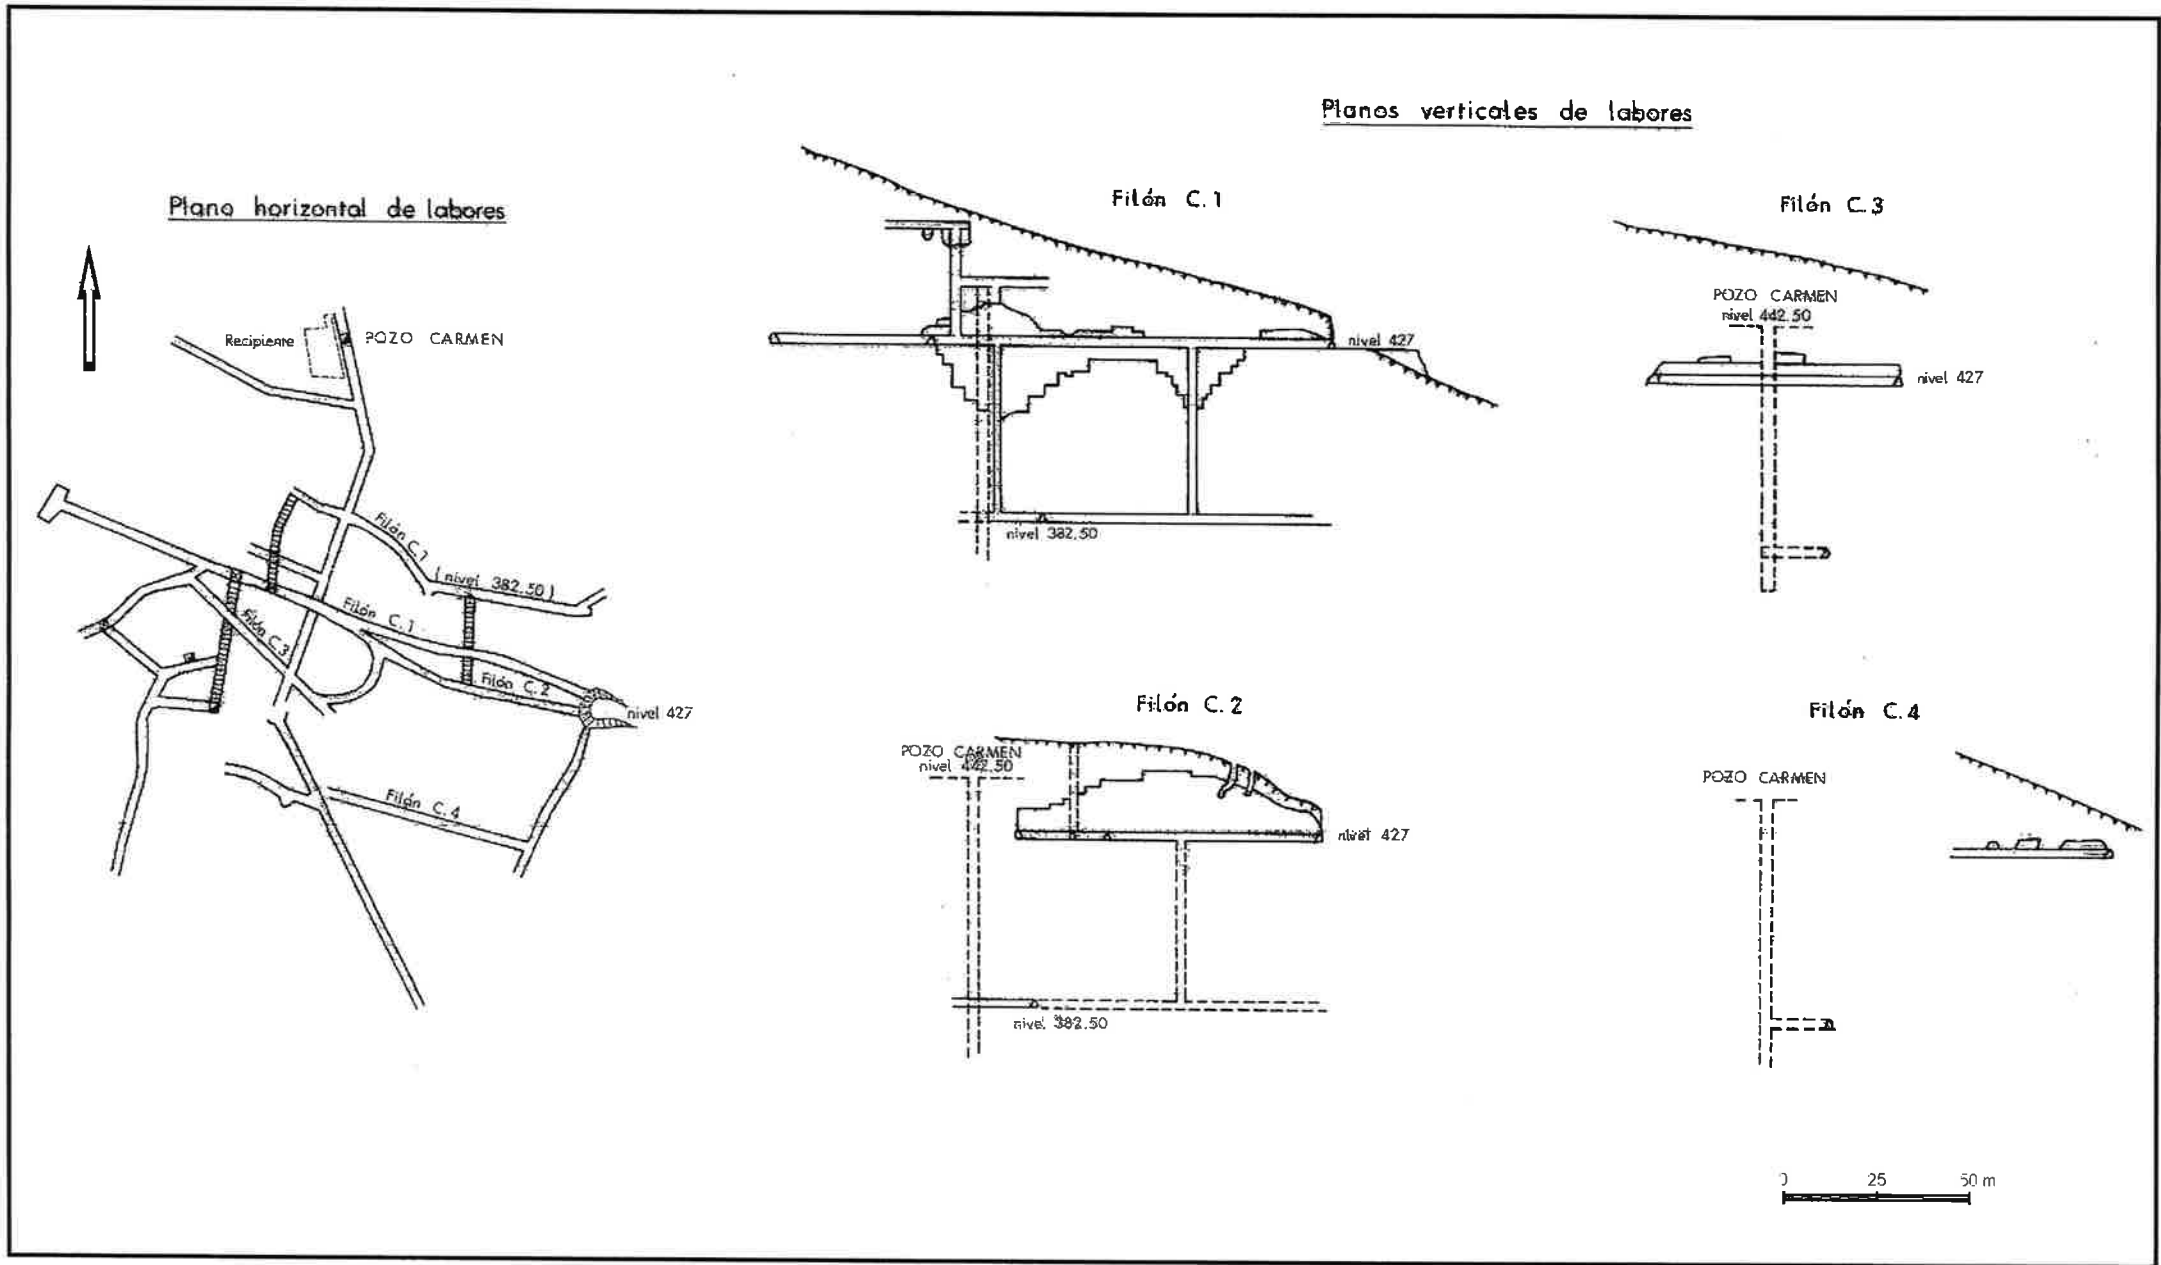 Planos verticales de labores
Plano horizontal de labores
Recipiente
POZO CARMEN
Filón C.1
(nivel 382.50)
Filón C.1
Filón C.3
Filón C.2
nivel 427
Filón C.4
Filón C.1
nivel 427
nivel 382.50
Filón C.3
POZO CARMEN
nivel 442.50
nivel 427
Filón C.2
POZO CARMEN
nivel 442.50
nivel 427
nivel 382.50
Filón C.4
POZO CARMEN
0 25 50 m